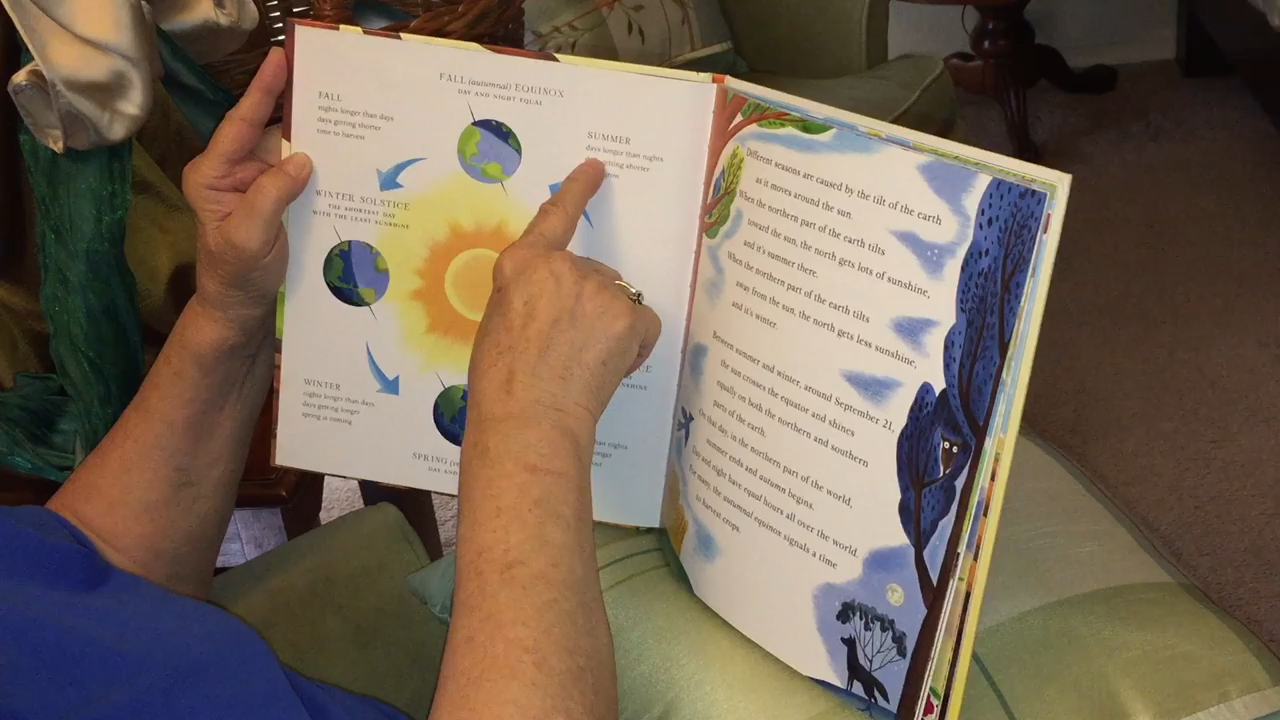 FALL (autumnal) EQUINOX
DAY AND NIGHT EQUAL
FALL
nights longer than days
days getting shorter
time to harvest
SUMMER
days longer than nights
getting shorter
WINTER SOLSTICE
THE SHORTEST DAY
WITH THE LEAST SUNSHINE
WINTER
nights longer than days
days getting longer
spring is coming
SPRING
DAY AND
Different seasons are caused by the tilt of the earth
as it moves around the sun.
When the northern part of the earth tilts
toward the sun, the north gets lots of sunshine,
and it's summer there.
When the northern part of the earth tilts
away from the sun, the north gets less sunshine,
and it's winter.
Between summer and winter, around September 21,
the sun crosses the equator and shines
equally on both the northern and southern
parts of the earth.
On that day, in the northern part of the world,
summer ends and autumn begins.
Day and night have equal hours all over the world.
For many, the autumnal equinox signals a time
to harvest crops.